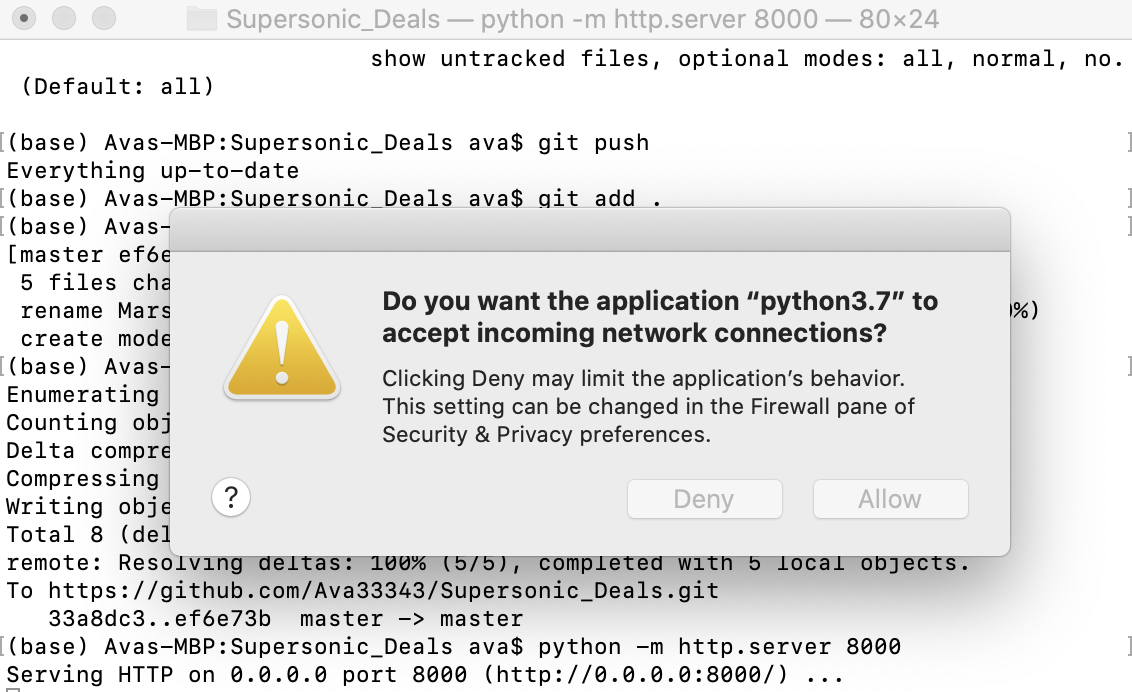 Supersonic_Deals — python -m http.server 8000 — 80×24
show untracked files, optional modes: all, normal, no.
(Default: all)
[(base) Avas-MBP:Supersonic_Deals ava$ git push ]
Everything up-to-date
[(base) Avas-MBP:Supersonic_Deals ava$ git add . ]
[(base) Avas- ]
[master ef6e
5 files cha
rename Mars %)
create mode
[(base) Avas- ]
Enumerating
Counting obj
Delta compre
Compressing
Writing obje
Total 8 (del
Do you want the application “python3.7” to
accept incoming network connections?
Clicking Deny may limit the application’s behavior.
This setting can be changed in the Firewall pane of
Security & Privacy preferences.
? Deny Allow
remote: Resolving deltas: 100% (5/5), completed with 5 local objects.
To https://github.com/Ava33343/Supersonic_Deals.git
33a8dc3..ef6e73b master -> master
[(base) Avas-MBP:Supersonic_Deals ava$ python -m http.server 8000 ]
Serving HTTP on 0.0.0.0 port 8000 (http://0.0.0.0:8000/) ...